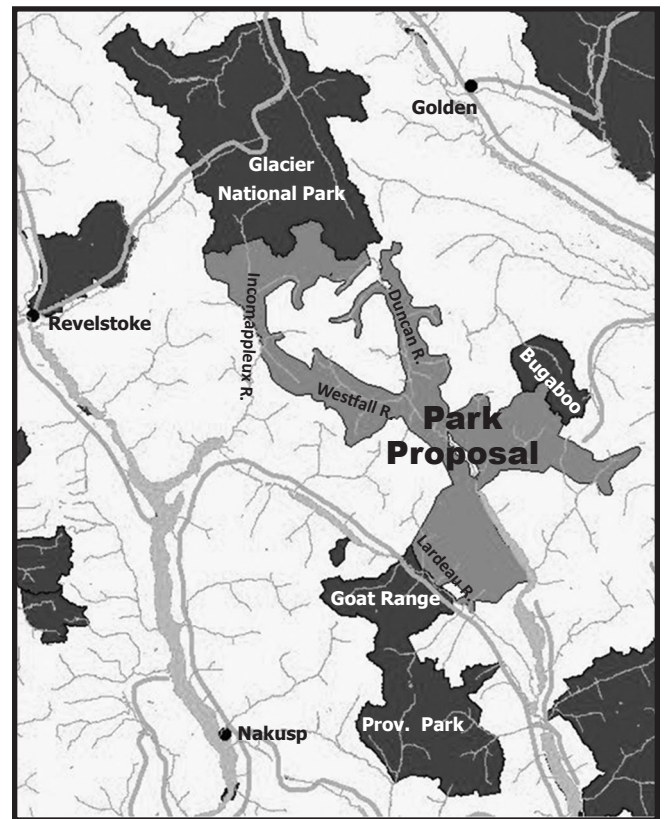 Golden
Glacier
National Park
Incomappleux R.
Duncan R.
Revelstoke
Bugaboo
Westfall R.
Park
Proposal
Lardeau R.
Goat Range
Prov. Park
Nakusp